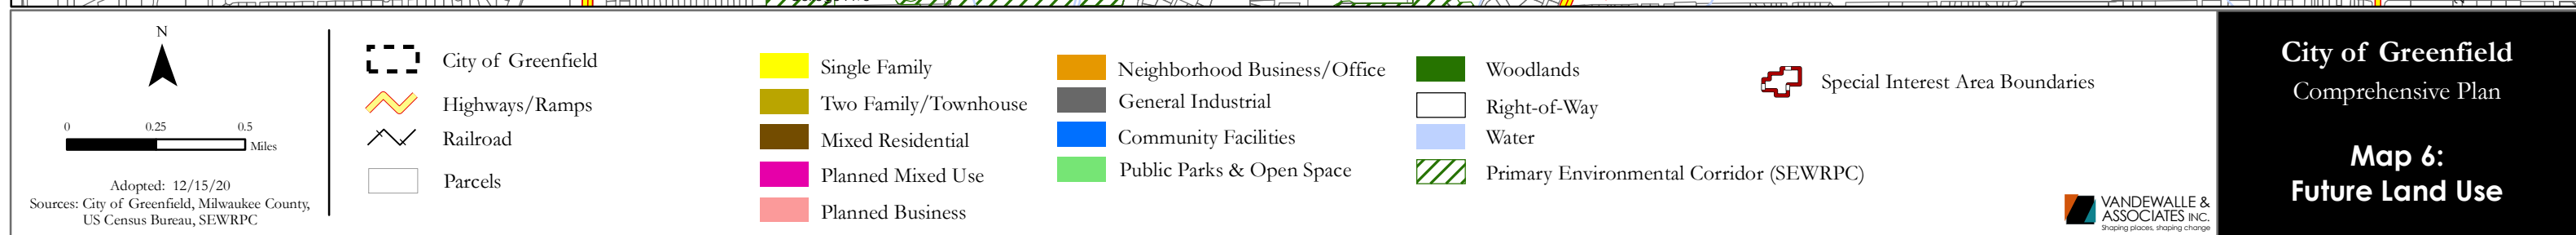 N
0 0.25 0.5
Miles
Adopted: 12/15/20
Sources: City of Greenfield, Milwaukee County,
US Census Bureau, SEWRPC
City of Greenfield
Highways/Ramps
Railroad
Parcels
Single Family
Two Family/Townhouse
Mixed Residential
Planned Mixed Use
Planned Business
Neighborhood Business/Office
General Industrial
Community Facilities
Public Parks & Open Space
Woodlands
Right-of-Way
Water
Primary Environmental Corridor (SEWRPC)
Special Interest Area Boundaries
VANDEWALLE &
ASSOCIATES INC.
Shaping places, shaping change
City of Greenfield
Comprehensive Plan
Map 6:
Future Land Use